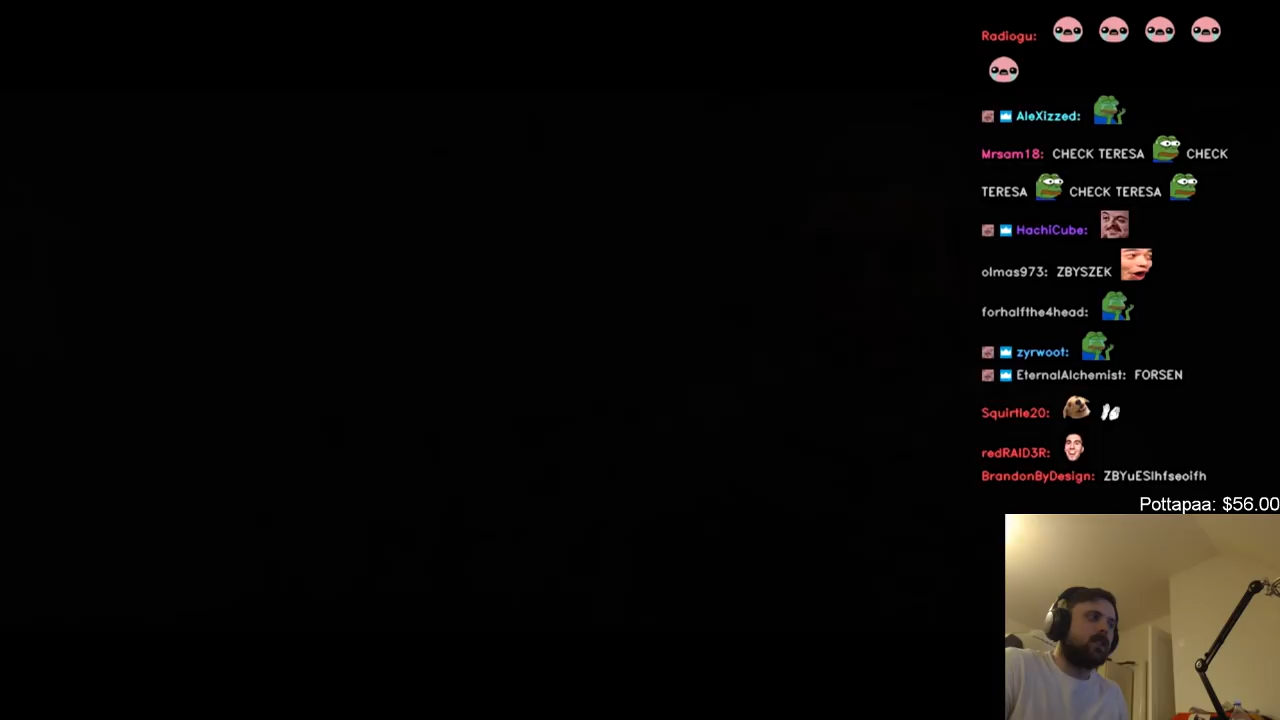 Radiogu:
AleXizzed:
Mrsam18: CHECK TERESA CHECK
TERESA CHECK TERESA
HachiCube:
olmas973: ZBYSZEK
forhalfthe4head:
zyrwoot:
EternalAlchemist: FORSEN
Squirtle20:
redRAID3R:
BrandonByDesign: ZBYuESIhfseoifh
Pottapaa: $56.00